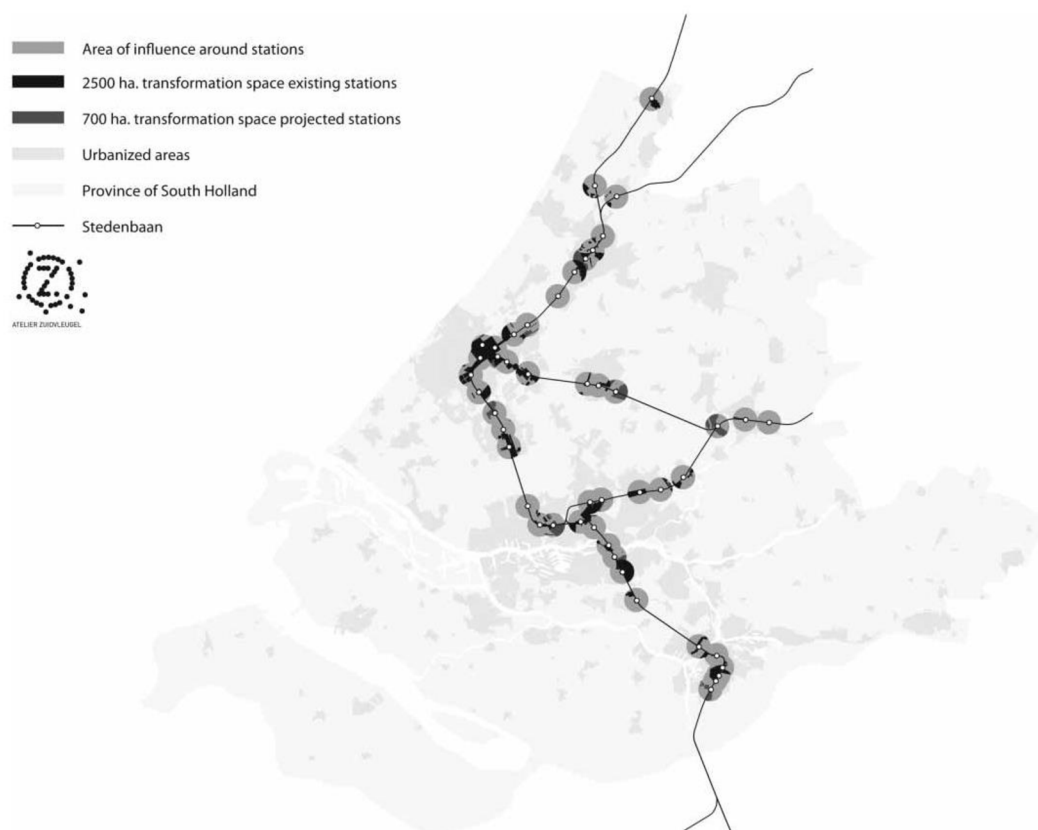 Area of influence around stations
2500 ha. transformation space existing stations
700 ha. transformation space projected stations
Urbanized areas
Province of South Holland
Stedenbaan
Z
ATELIER ZUIDVLEUGEL